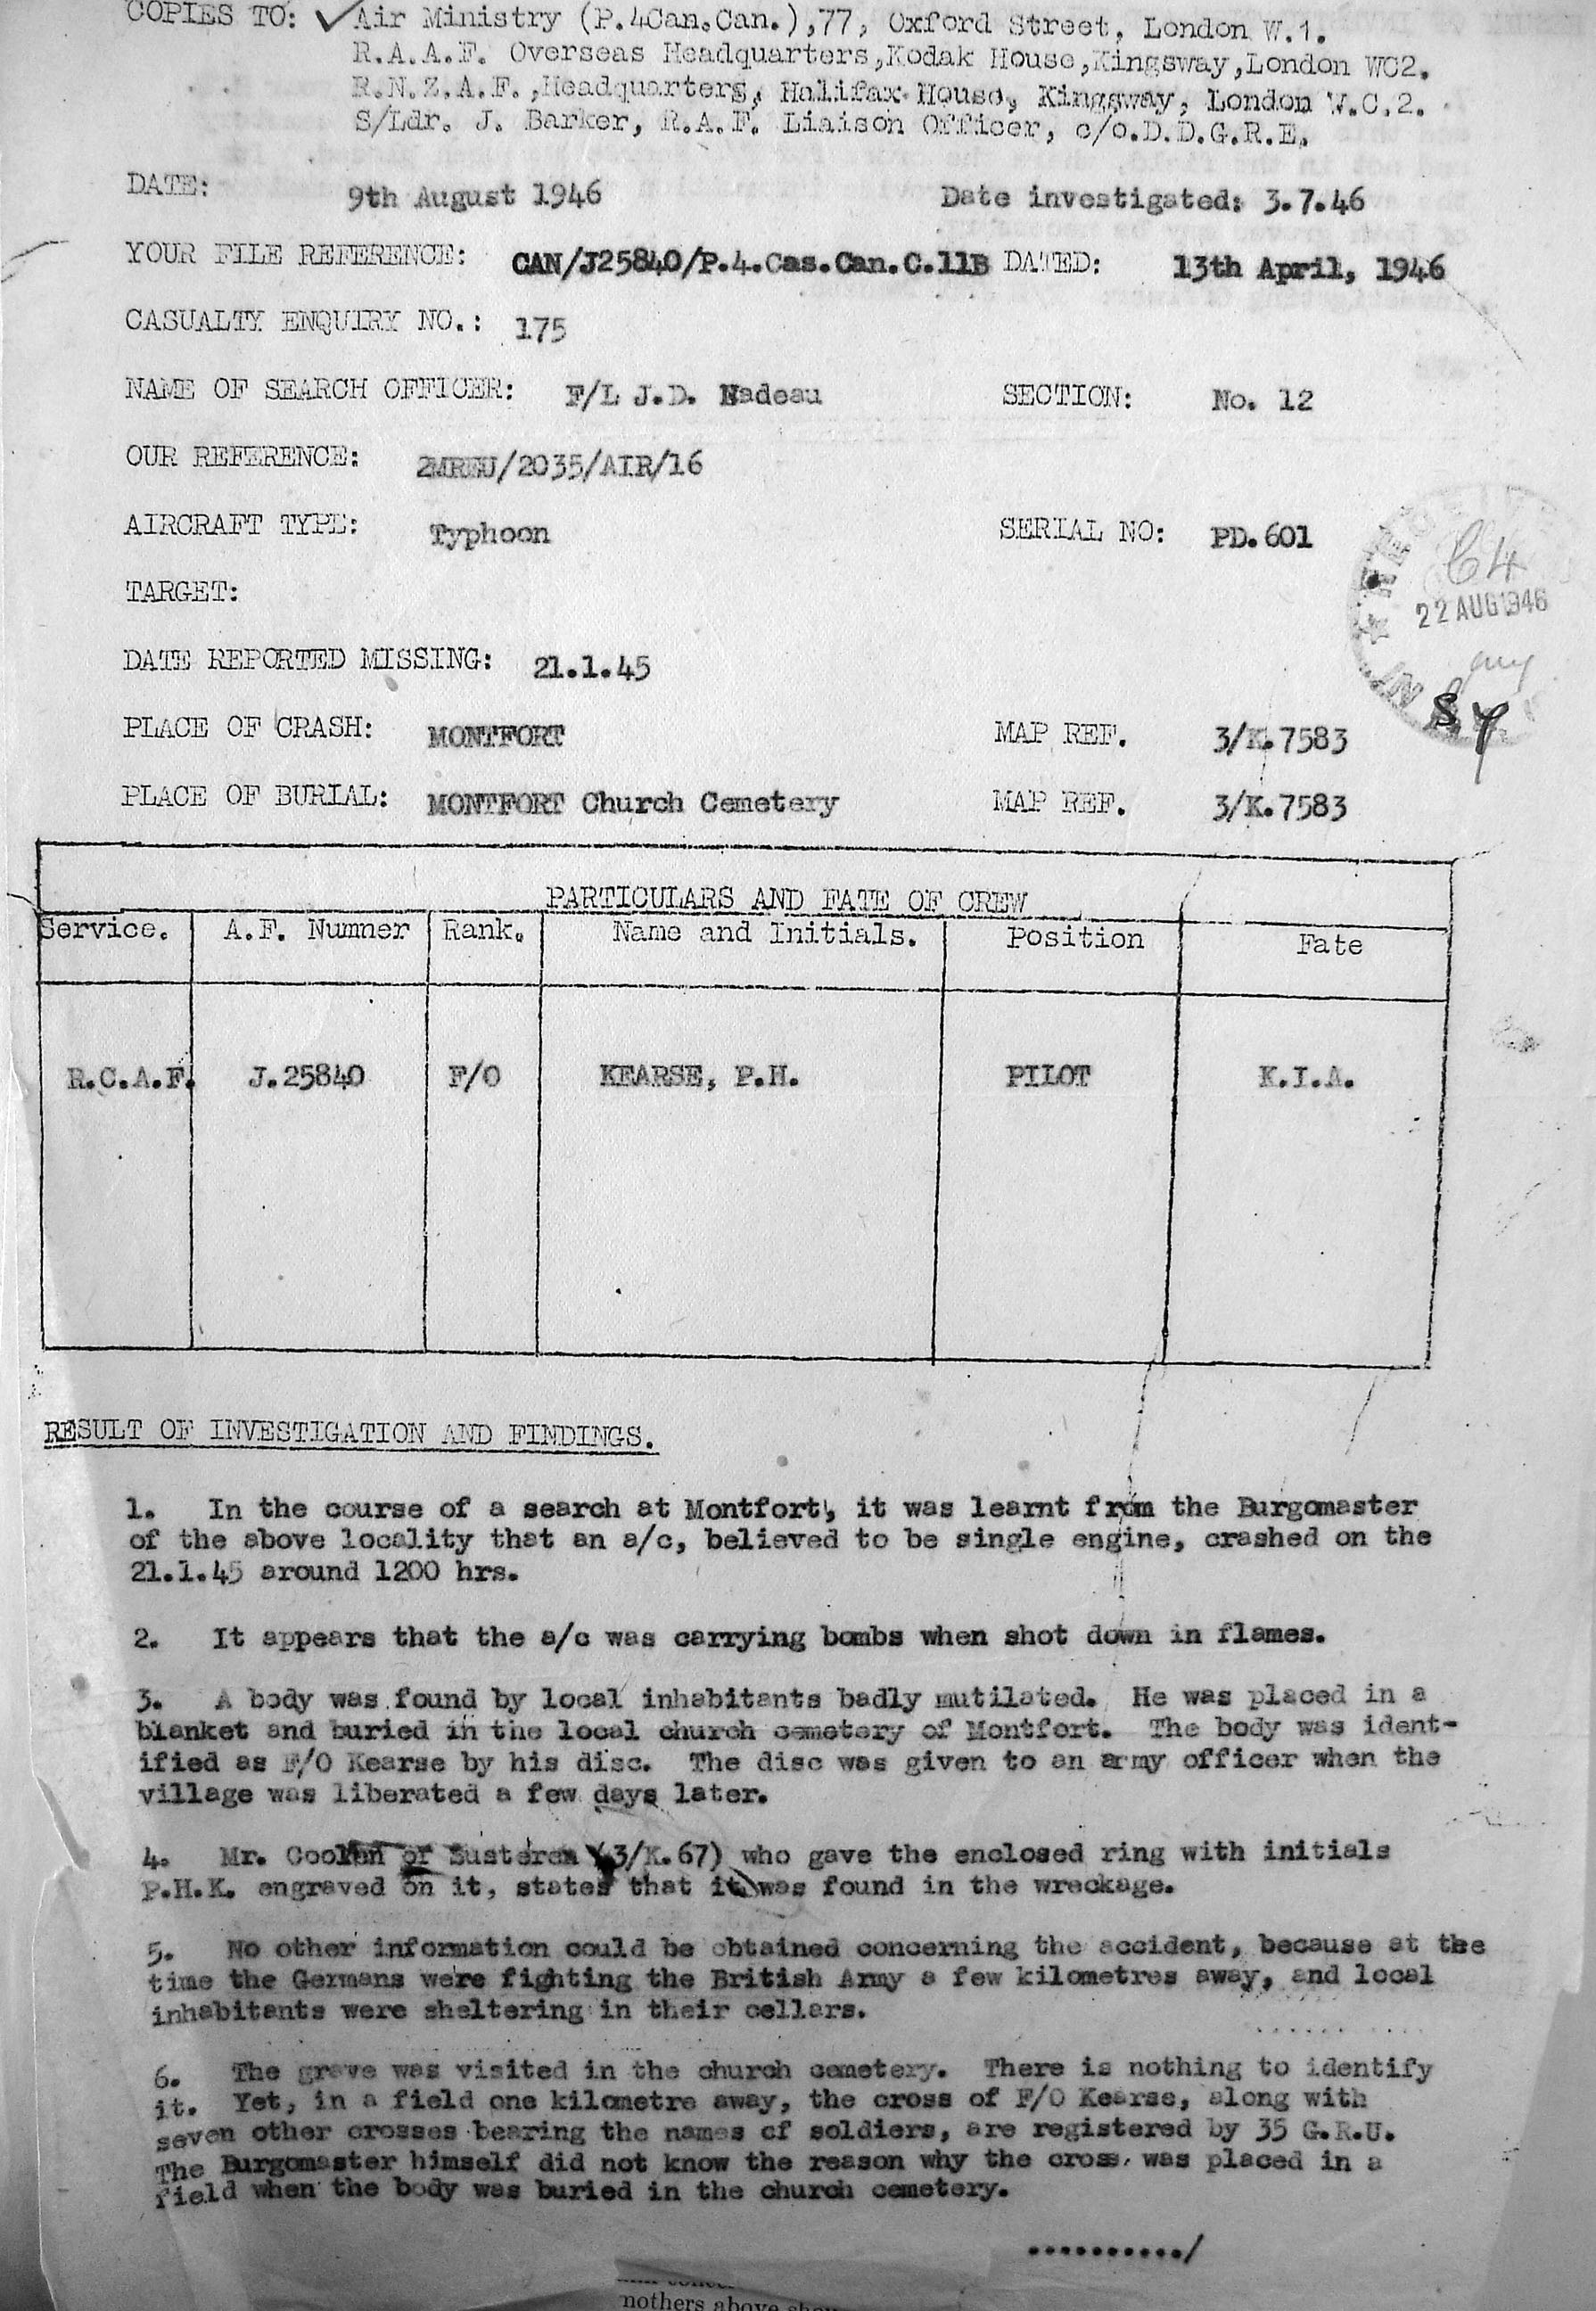 COPIES TO: ✓ Air Ministry (P.4Can.Can.),77, Oxford Street, London W.1.
R.A.A.F. Overseas Headquarters,Kodak House,Kingsway,London WC2.
R.N.Z.A.F.,Headquarters, Halifax House, Kingsway, London W.C.2.
S/Ldr. J. Barker, R.A.F. Liaison Officer, c/o.D.D.G.R.E.
DATE: 9th August 1946 Date investigated: 3.7.46
YOUR FILE REFERENCE: CAN/J25840/P.4.Cas.Can.C.11B DATED: 13th April, 1946
CASUALTY ENQUIRY NO.: 175
NAME OF SEARCH OFFICER: F/L J.D. Nadeau SECTION: No. 12
OUR REFERENCE: 2MREU/2035/AIR/16
AIRCRAFT TYPE: Typhoon SERIAL NO: PD.601
64
22 AUG 1946
TARGET:
DATE REPORTED MISSING: 21.1.45
IN
PLACE OF CRASH: MONTFORT MAP REF. 3/K.7583
PLACE OF BURIAL: MONTFORT Church Cemetery MAP REF. 3/K.7583
PARTICULARS AND FATE OF CREW
Service. A.F. Numner Rank. Name and Initials. Position Fate
R.C.A.F. J.25840 F/O KEARSE, P.H. PILOT K.I.A.
RESULT OF INVESTIGATION AND FINDINGS.
1. In the course of a search at Montfort, it was learnt from the Burgomaster
of the above locality that an a/c, believed to be single engine, crashed on the
21.1.45 around 1200 hrs.
2. It appears that the a/c was carrying bombs when shot down in flames.
3. A body was found by local inhabitants badly mutilated. He was placed in a
blanket and buried in the local church cemetery of Montfort. The body was ident-
ified as F/O Kearse by his disc. The disc was given to an army officer when the
village was liberated a few days later.
4. Mr. Coolen of Susteren (3/K.67) who gave the enclosed ring with initials
P.H.K. engraved on it, states that it was found in the wreckage.
5. No other information could be obtained concerning the accident, because at the
time the Germans were fighting the British Army a few kilometres away, and local
inhabitants were sheltering in their cellars.
6. The grave was visited in the church cemetery. There is nothing to identify
it. Yet, in a field one kilometre away, the cross of F/O Kearse, along with
seven other crosses bearing the names of soldiers, are registered by 35 G.R.U.
The Burgomaster himself did not know the reason why the cross, was placed in a
field when the body was buried in the church cemetery.
........../
nothers above